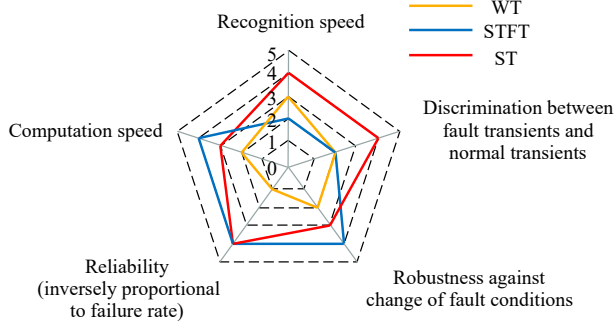 Recognition speed
WT
STFT
ST
5
4
3
2
1
0
Computation speed
Discrimination between
fault transients and
normal transients
Reliability
(inversely proportional
to failure rate)
Robustness against
change of fault conditions